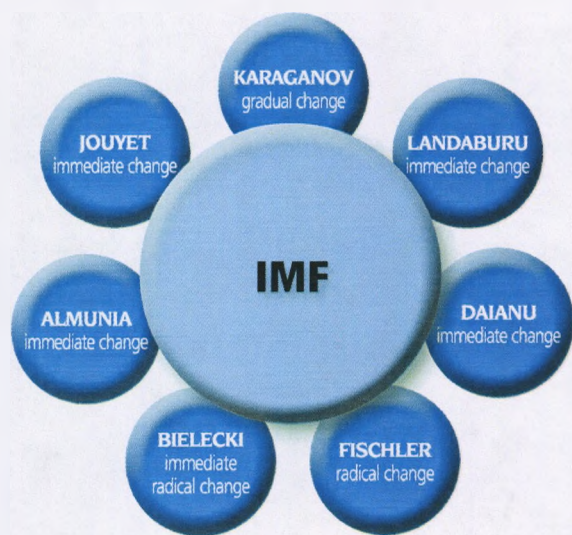 KARAGANOV
gradual change
JOUYET
immediate change
LANDABURU
immediate change
IMF
ALMUNIA
immediate change
DAIANU
immediate change
BIELECKI
immediate
radical change
FISCHLER
radical change